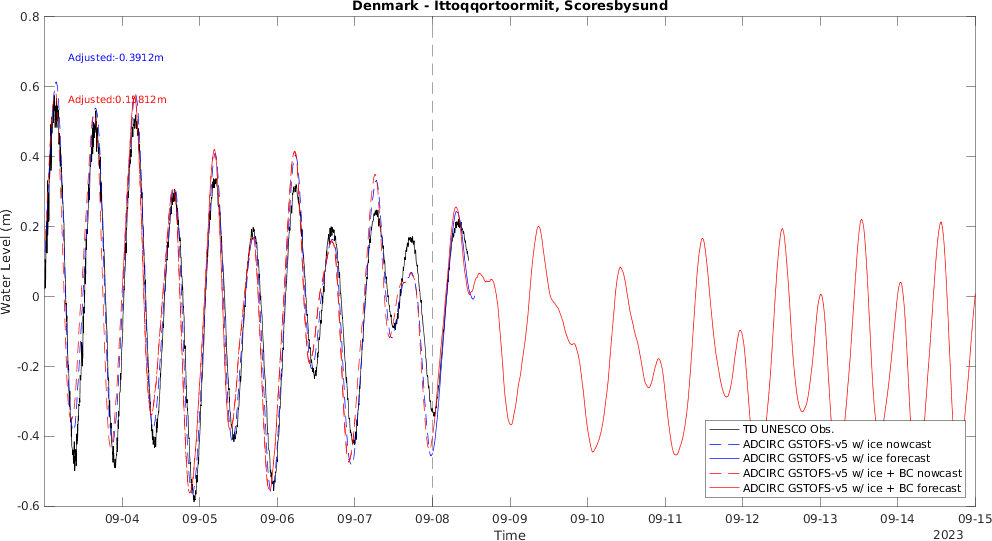 Denmark - Ittoqqortoormiit, Scoresbysund
0.8
0.6
0.4
0.2
0
-0.2
-0.4
-0.6
Water Level (m)
Adjusted:-0.3912m
Adjusted:0.15812m
TD UNESCO Obs.
ADCIRC GSTOFS-v5 w/ ice nowcast
ADCIRC GSTOFS-v5 w/ ice forecast
ADCIRC GSTOFS-v5 w/ ice + BC nowcast
ADCIRC GSTOFS-v5 w/ ice + BC forecast
09-04 09-05 09-06 09-07 09-08 09-09 09-10 09-11 09-12 09-13 09-14 09-15
Time
2023